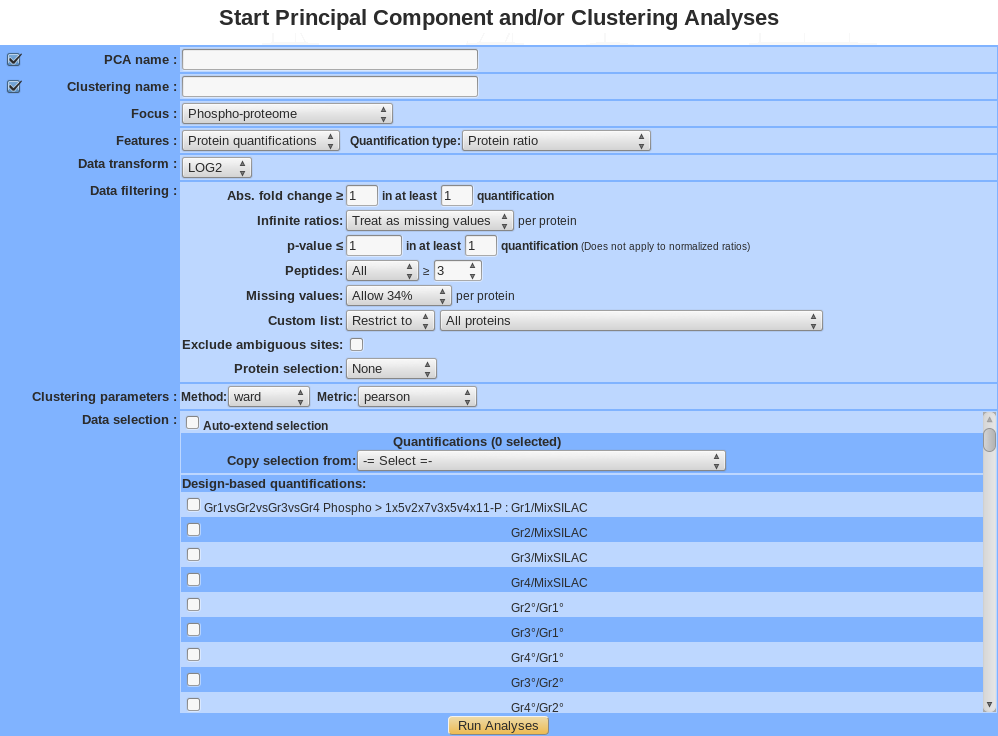 Start Principal Component and/or Clustering Analyses
PCA name :
Clustering name :
Focus : Phospho-proteome
Features : Protein quantifications Quantification type: Protein ratio
Data transform : LOG2
Data filtering :
Abs. fold change ≥ 1 in at least 1 quantification
Infinite ratios: Treat as missing values per protein
p-value ≤ 1 in at least 1 quantification (Does not apply to normalized ratios)
Peptides: All ≥ 3
Missing values: Allow 34% per protein
Custom list: Restrict to All proteins
Exclude ambiguous sites:
Protein selection: None
Clustering parameters : Method: ward Metric: pearson
Data selection : Auto-extend selection
Quantifications (0 selected)
Copy selection from: -= Select =-
Design-based quantifications:
Gr1vsGr2vsGr3vsGr4 Phospho > 1x5v2x7v3x5v4x11-P : Gr1/MixSILAC
Gr2/MixSILAC
Gr3/MixSILAC
Gr4/MixSILAC
Gr2°/Gr1°
Gr3°/Gr1°
Gr4°/Gr1°
Gr3°/Gr2°
Gr4°/Gr2°
Run Analyses